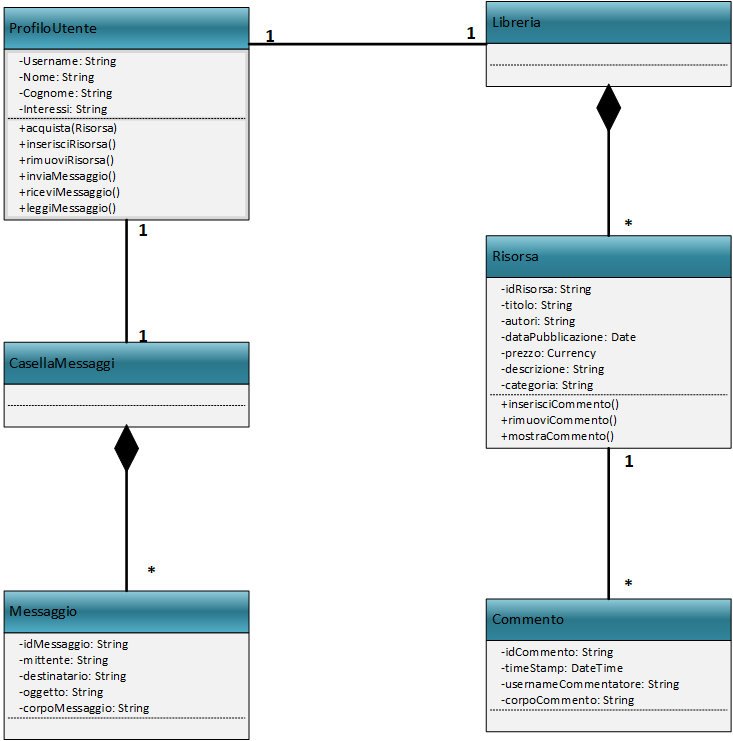 ProfiloUtente
-Username: String
-Nome: String
-Cognome: String
-Interessi: String
+acquista(Risorsa)
+inserisciRisorsa()
+rimuoviRisorsa()
+inviaMessaggio()
+riceviMessaggio()
+leggiMessaggio()
1
1
Libreria
*
Risorsa
-idRisorsa: String
-titolo: String
-autori: String
-dataPubblicazione: Date
-prezzo: Currency
-descrizione: String
-categoria: String
+inserisciCommento()
+rimuoviCommento()
+mostraCommento()
1
1
CasellaMessaggi
*
Messaggio
-idMessaggio: String
-mittente: String
-destinatario: String
-oggetto: String
-corpoMessaggio: String
1
*
Commento
-idCommento: String
-timeStamp: DateTime
-usernameCommentatore: String
-corpoCommento: String